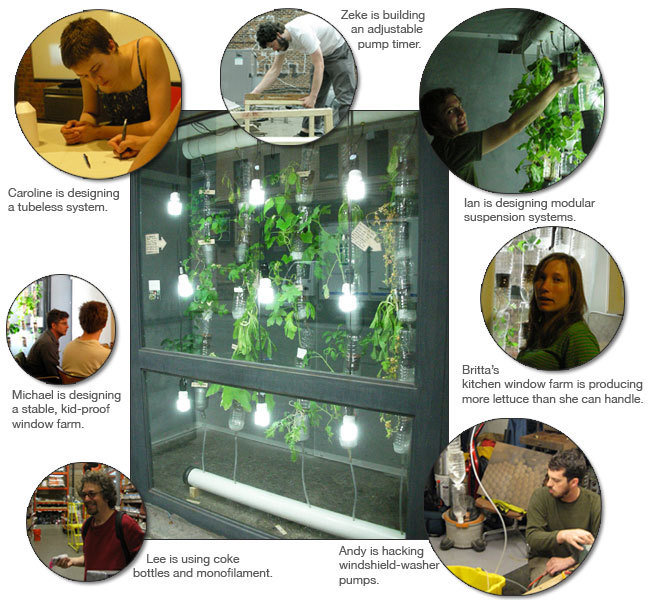 Zeke is building
an adjustable
pump timer.
Caroline is designing
a tubeless system.
Ian is designing modular
suspension systems.
Michael is designing
a stable, kid-proof
window farm.
Britta's
kitchen window farm is producing
more lettuce than she can handle.
Lee is using coke
bottles and monofilament.
Andy is hacking
windshield-washer
pumps.